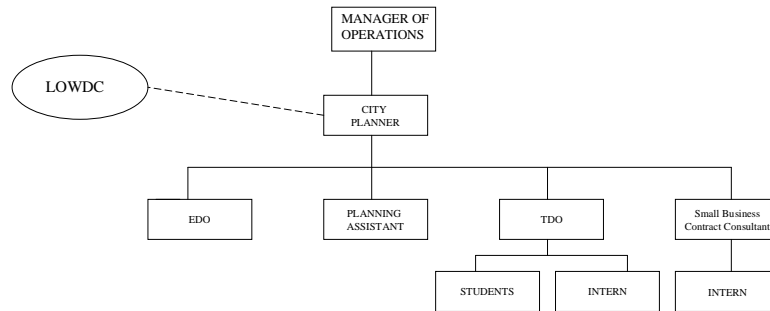 MANAGER OF
OPERATIONS
LOWDC
CITY
PLANNER
EDO
PLANNING
ASSISTANT
TDO
Small Business
Contract Consultant
STUDENTS
INTERN
INTERN